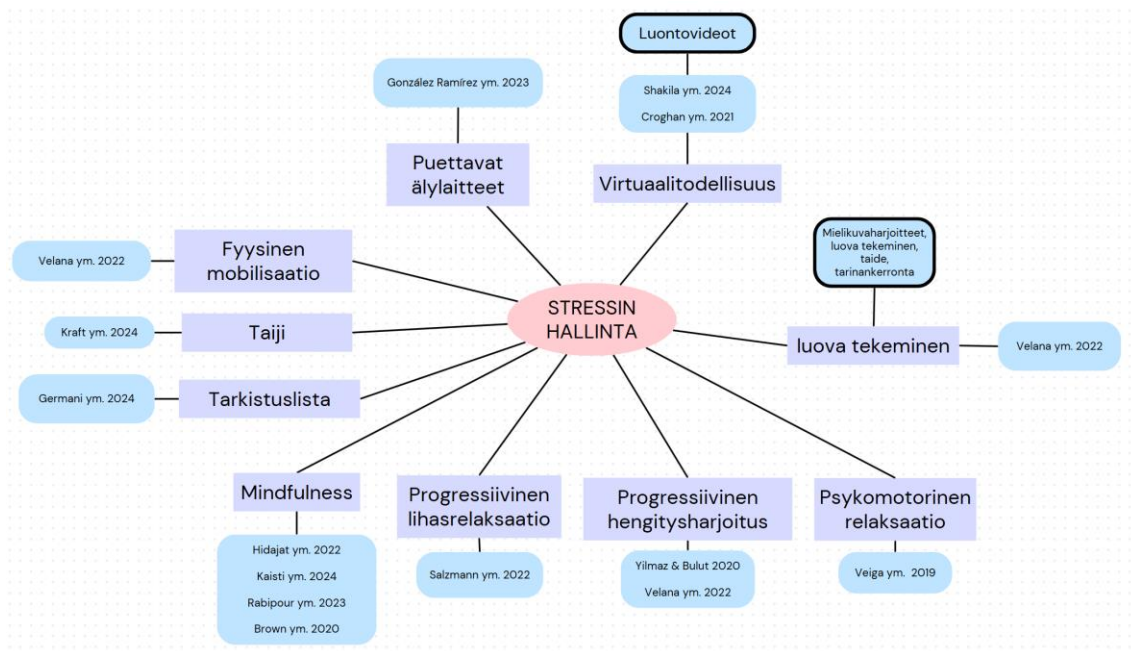 Luontovideot
González Ramírez ym. 2023
Shakila ym. 2024
Croghan ym. 2021
Puettavat
älylaitteet
Virtuaalitodellisuus
Mielikuvaharjoitteet,
luova tekeminen,
taide,
tarinankerronta
Velana ym. 2022
Fyysinen
mobilisaatio
STRESSIN
HALLINTA
Kraft ym. 2024
Taiji
luova tekeminen
Velana ym. 2022
Germani ym. 2024
Tarkistuslista
Mindfulness
Hidajat ym. 2022
Kaisti ym. 2024
Rabipour ym. 2023
Brown ym. 2020
Progressiivinen
lihasrelaksaatio
Salzmann ym. 2022
Progressiivinen
hengitysharjoitus
Yilmaz & Bulut 2020
Velana ym. 2022
Psykomotorinen
relaksaatio
Veiga ym. 2019